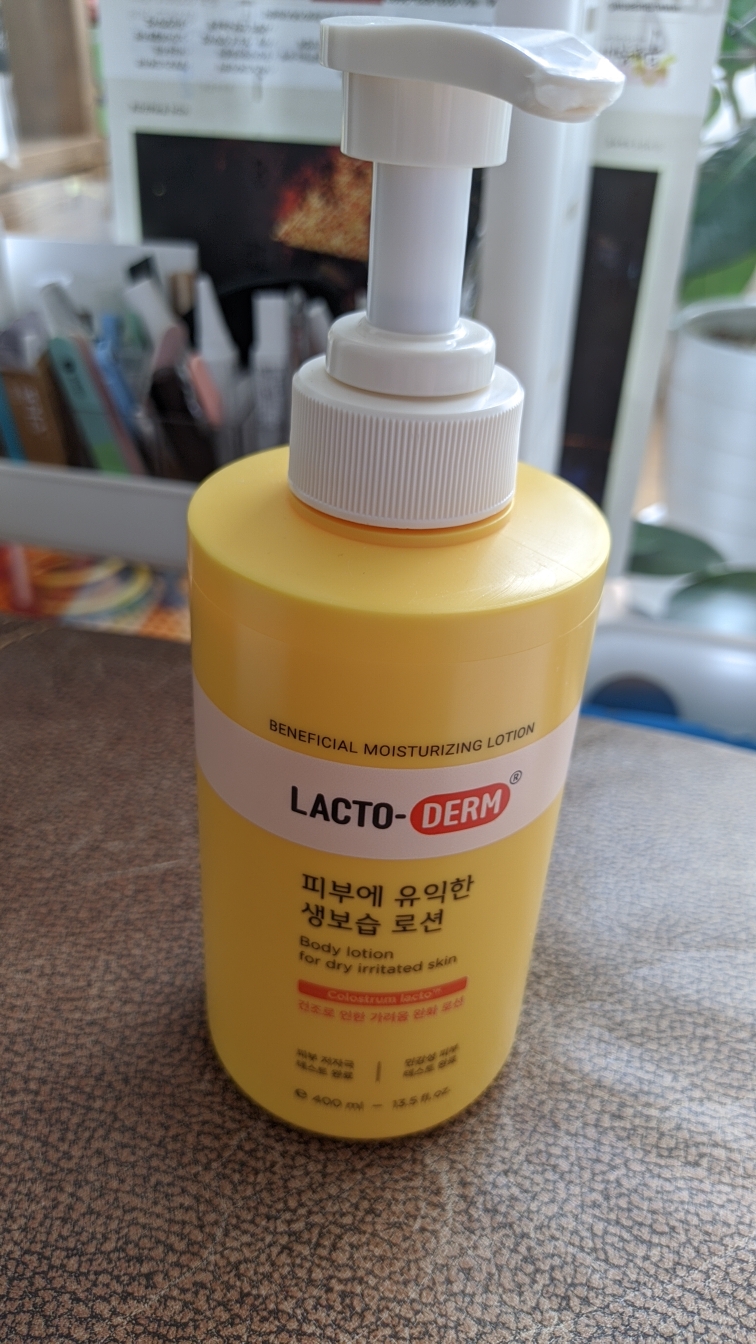 BENEFICIAL MOISTURIZING LOTION
LACTO-DERM®
피부에 유익한
생보습 로션
Body lotion
for dry irritated skin
Colostrum lacto™
건조로 인한 가려움 완화 로션
피부 저자극
테스트 완료
민감성 피부
테스트 완료
℮ 400 ml – 13.5 fl.oz.